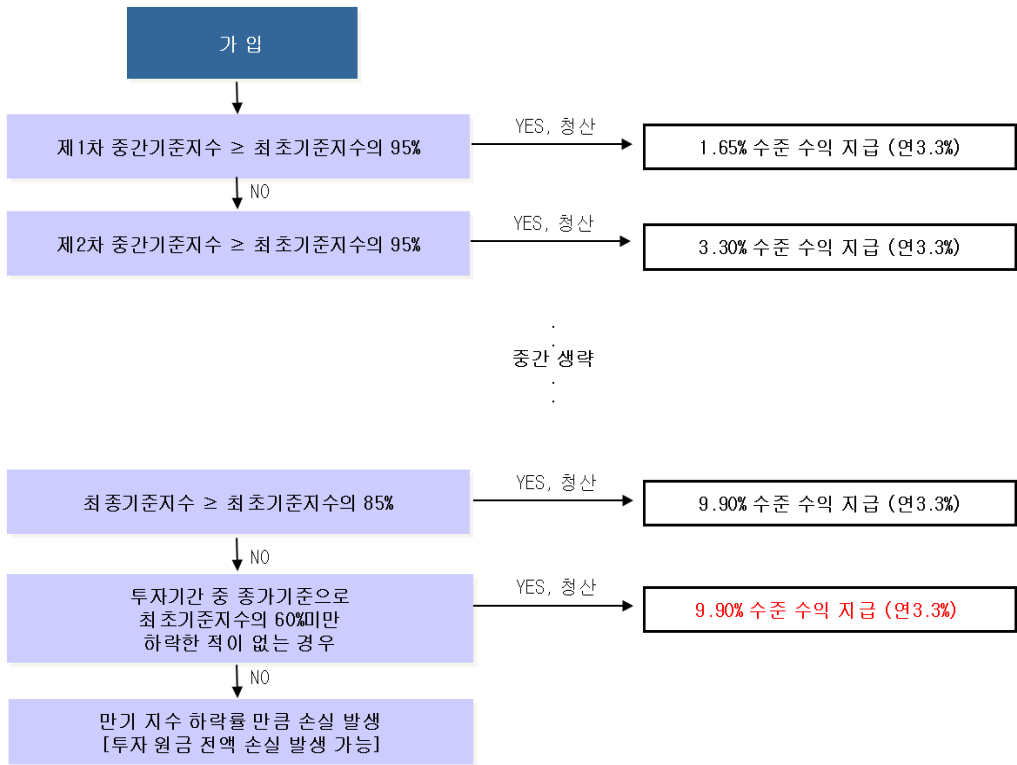 가 입
제1차 중간기준지수 ≥ 최초기준지수의 95%
YES, 청산
1.65% 수준 수익 지급 (연3.3%)
NO
제2차 중간기준지수 ≥ 최초기준지수의 95%
YES, 청산
3.30% 수준 수익 지급 (연3.3%)
중간 생략
최종기준지수 ≥ 최초기준지수의 85%
YES, 청산
9.90% 수준 수익 지급 (연3.3%)
NO
투자기간 중 종가기준으로
최초기준지수의 60%미만
하락한 적이 없는 경우
YES, 청산
9.90% 수준 수익 지급 (연3.3%)
NO
만기 지수 하락률 만큼 손실 발생
[투자 원금 전액 손실 발생 가능]